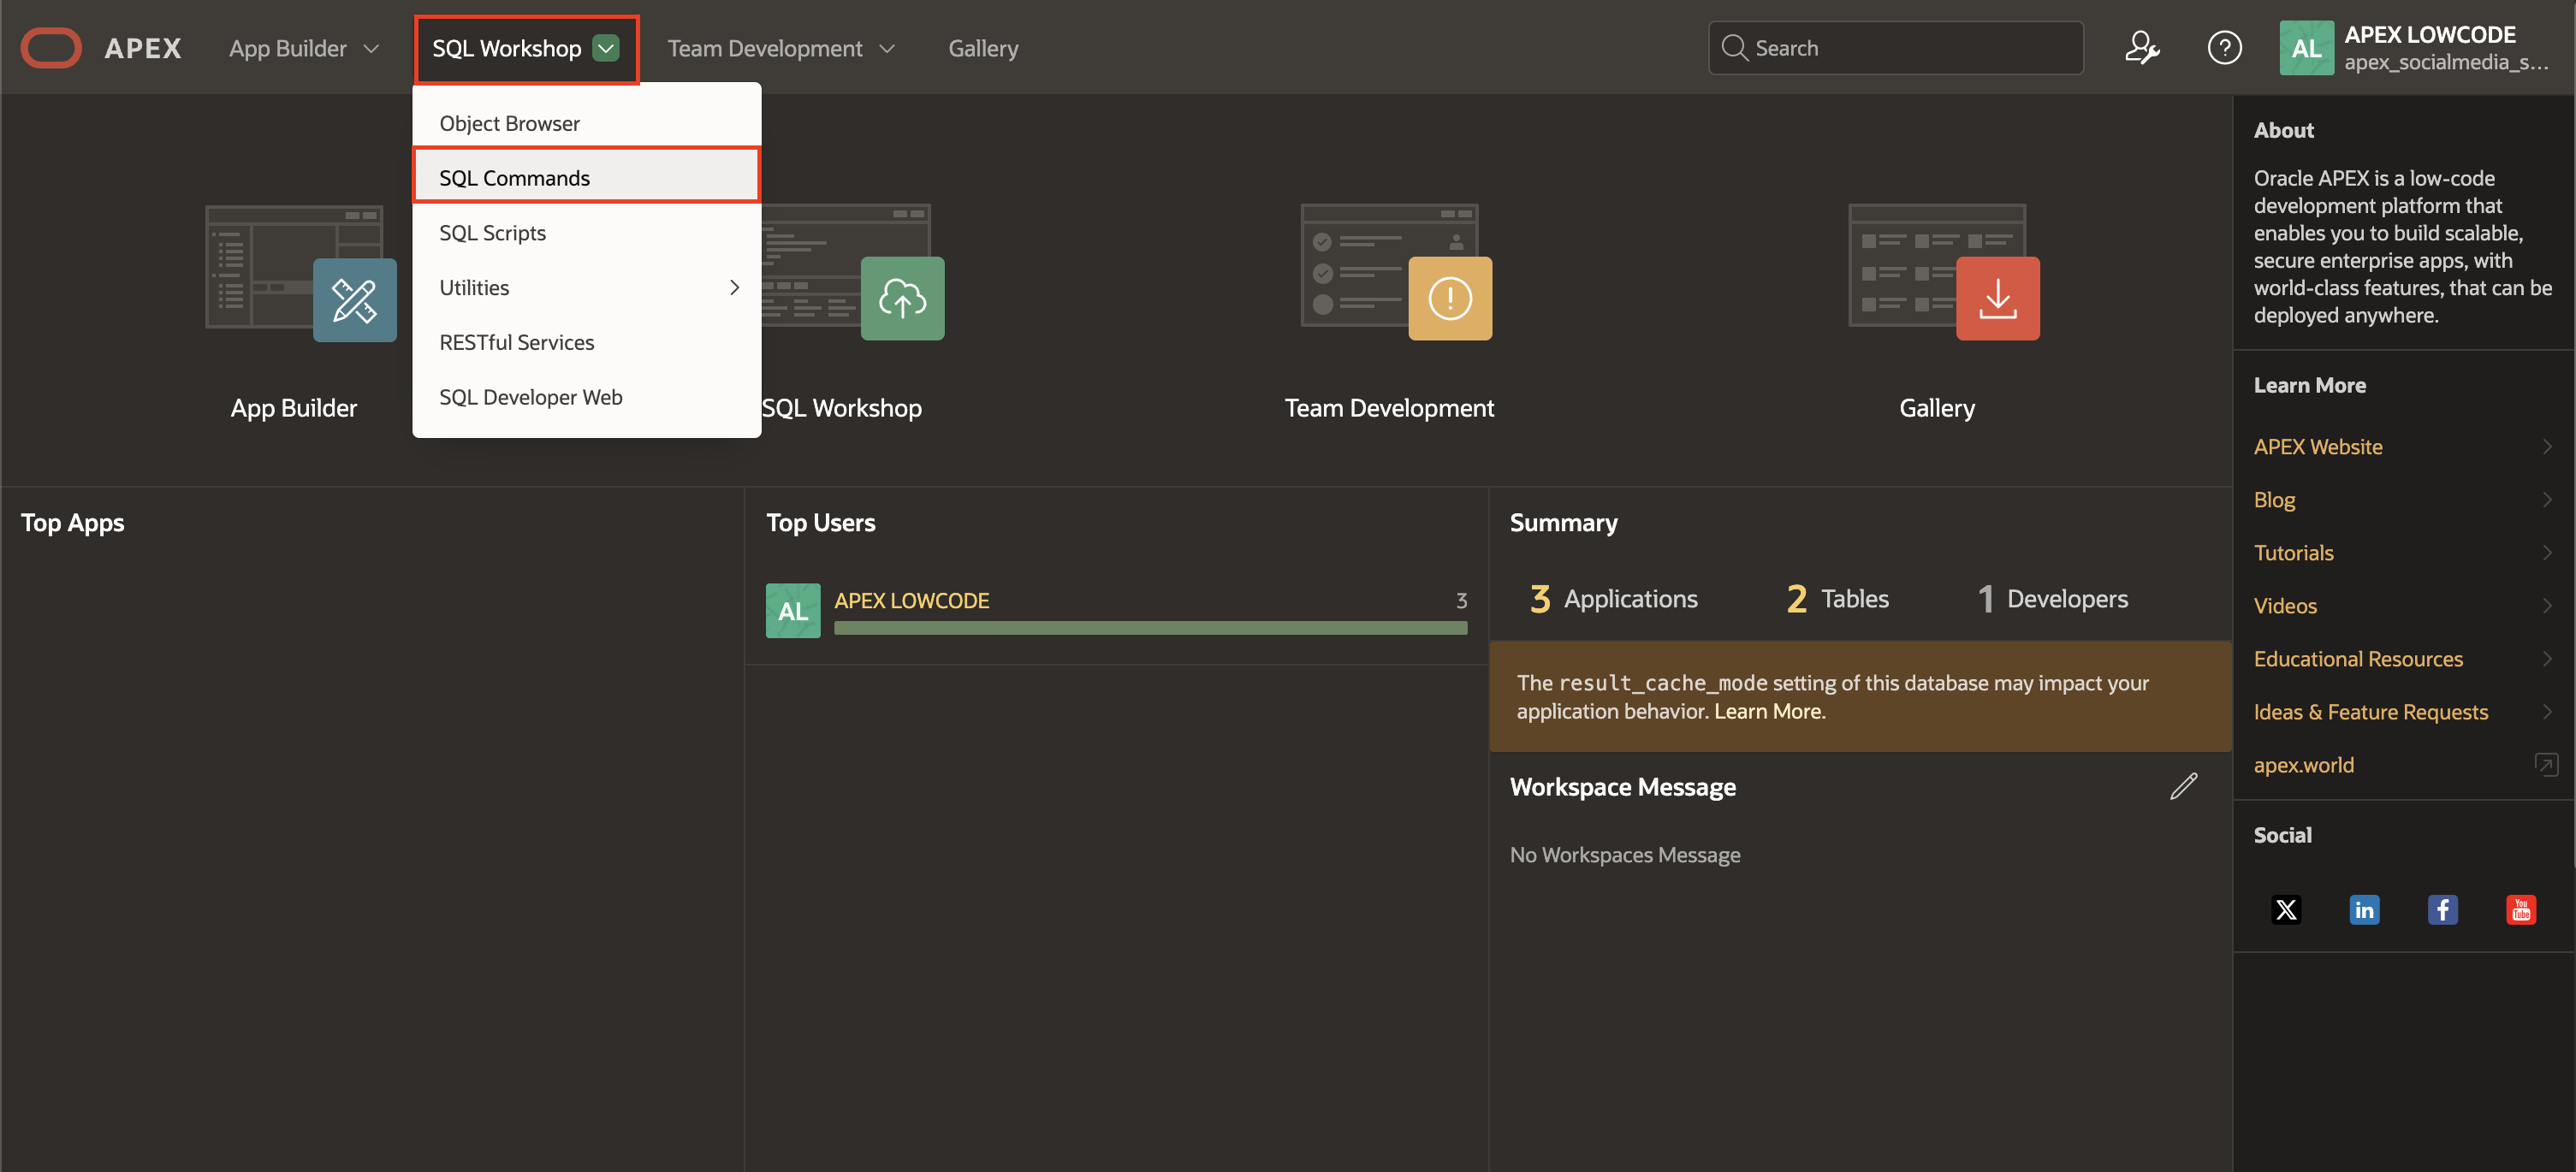 APEX
App Builder
SQL Workshop
Team Development
Gallery
Search
?
AL
APEX LOWCODE
apex_socialmedia_s...
Object Browser
SQL Commands
SQL Scripts
Utilities
RESTful Services
SQL Developer Web
App Builder
SQL Workshop
Team Development
Gallery
Top Apps
Top Users
AL
APEX LOWCODE
3
Summary
3 Applications
2 Tables
1 Developers
The result_cache_mode setting of this database may impact your
application behavior. Learn More.
Workspace Message
No Workspaces Message
About
Oracle APEX is a low-code
development platform that
enables you to build scalable,
secure enterprise apps, with
world-class features, that can be
deployed anywhere.
Learn More
APEX Website
Blog
Tutorials
Videos
Educational Resources
Ideas & Feature Requests
apex.world
Social
X
in
f
You
Tube